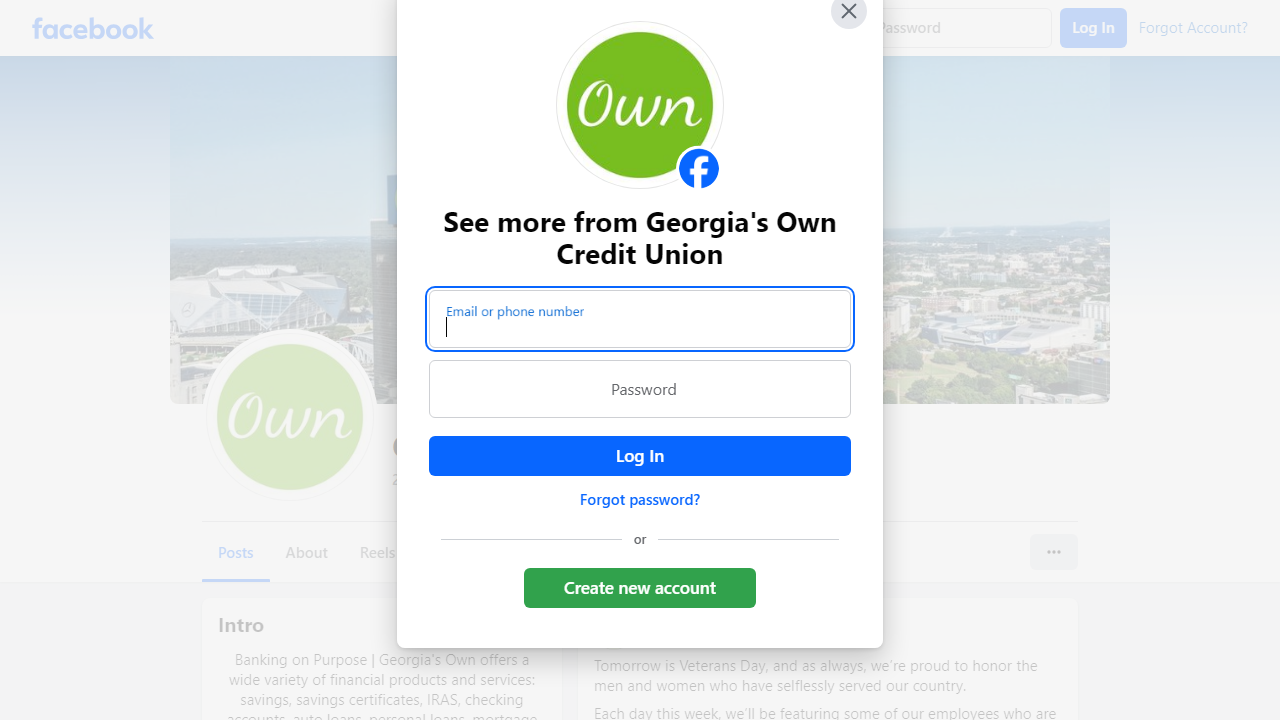 facebook
Password
Log In
Forgot Account?
Own
See more from Georgia's Own
Credit Union
Email or phone number
Password
Log In
Forgot password?
or
Create new account
Own
Posts
About
Reels
Intro
Banking on Purpose | Georgia's Own offers a
wide variety of financial products and services:
savings, savings certificates, IRAS, checking
accounts, auto loans, personal loans, mortgage
Tomorrow is Veterans Day, and as always, we're proud to honor the
men and women who have selflessly served our country.
Each day this week, we'll be featuring some of our employees who are